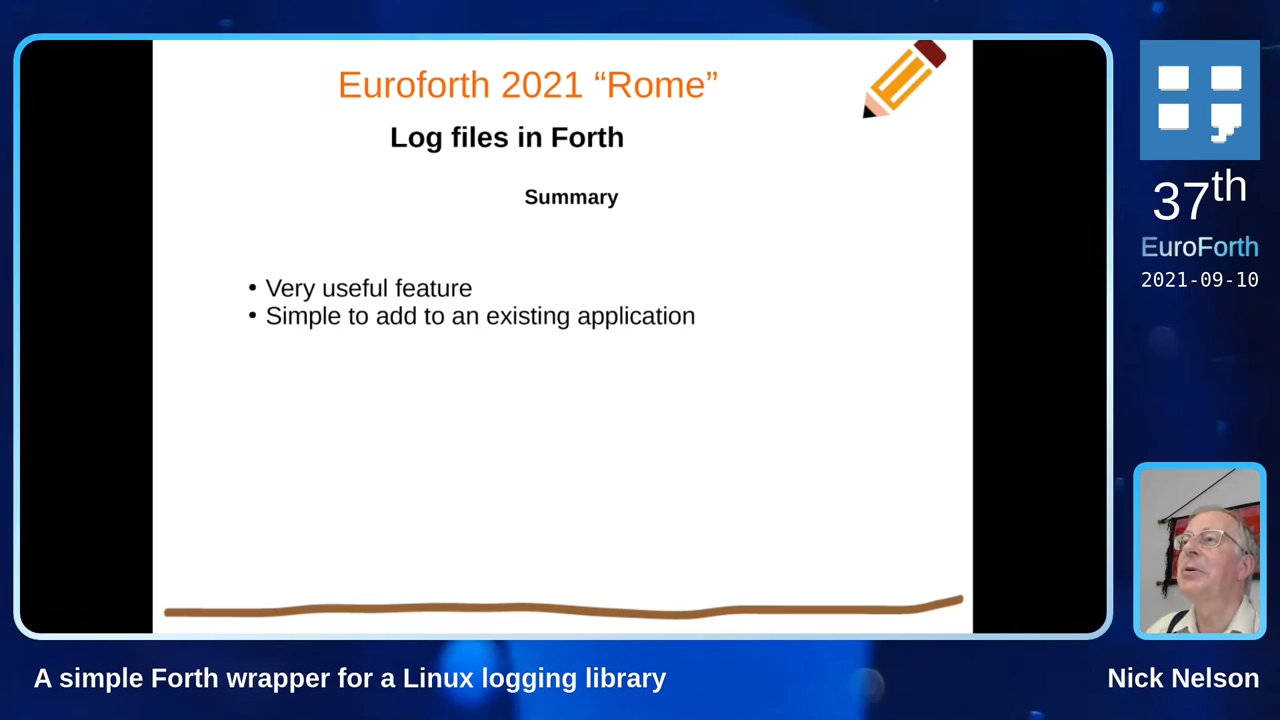 Euroforth 2021 “Rome”
Log files in Forth
Summary
• Very useful feature
• Simple to add to an existing application
37th
EuroForth
2021-09-10
A simple Forth wrapper for a Linux logging library
Nick Nelson